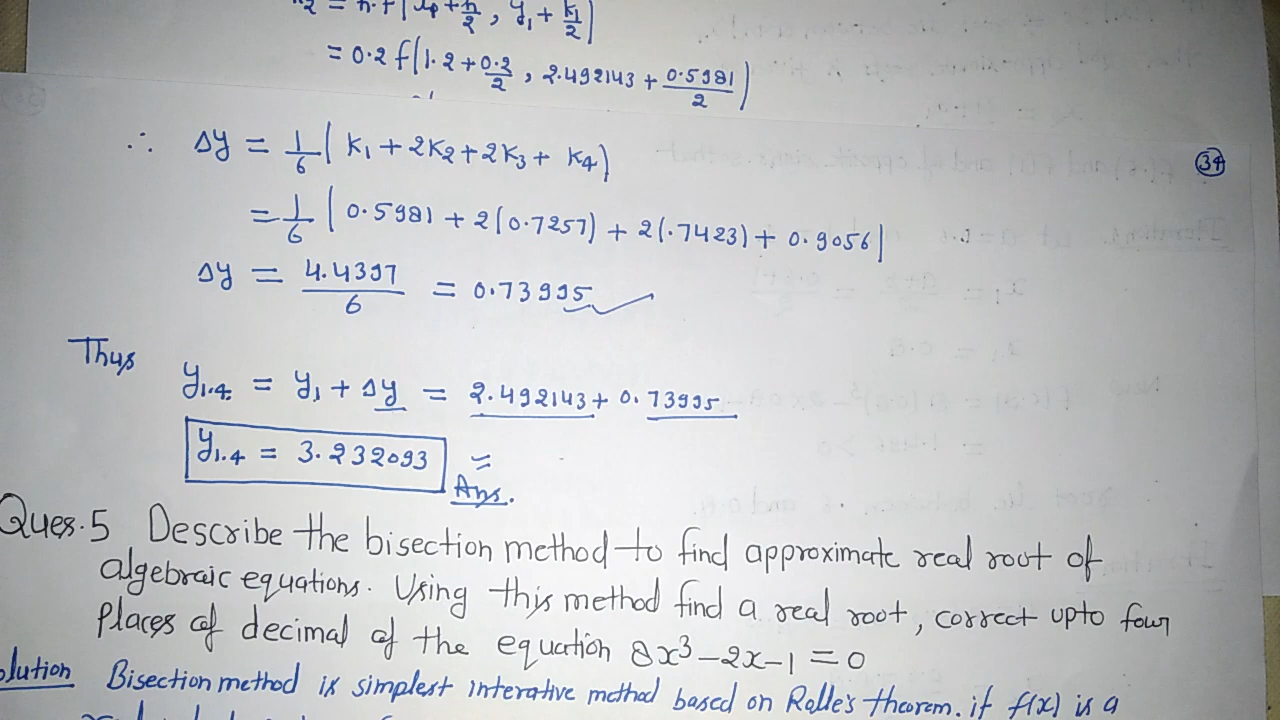 = 0.2 f(1.2 + 0.2/2 , 2.492143 + 0.5981/2)
∴ Δy = 1/6 ( K₁ + 2K₂ + 2K₃ + K₄)
34
= 1/6 ( 0.5981 + 2(0.7257) + 2(.7423) + 0.9056)
Δy = 4.4397/6 = 0.73995
Thus
y₁.₄ = y₁ + Δy = 2.492143 + 0.73995
y₁.₄ = 3.232093
Ans.
Ques.5 Describe the bisection method to find approximate real root of
algebraic equations. Using this method find a real root, correct upto four
places of decimal of the equation 8x³ – 2x – 1 = 0
olution Bisection method is simplest interative method based on Rolle's theorem. if f(x) is a